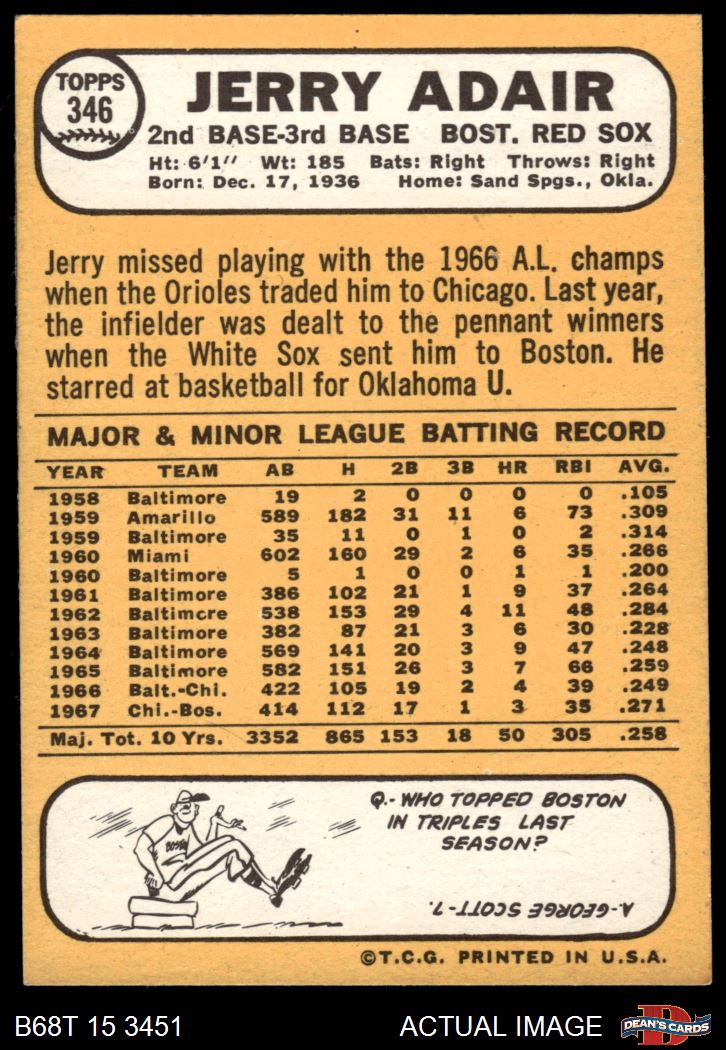 TOPPS
346
JERRY ADAIR
2nd BASE-3rd BASE BOST. RED SOX
Ht: 6'1" Wt: 185 Bats: Right Throws: Right
Born: Dec. 17, 1936 Home: Sand Spgs., Okla.
Jerry missed playing with the 1966 A.L. champs
when the Orioles traded him to Chicago. Last year,
the infielder was dealt to the pennant winners
when the White Sox sent him to Boston. He
starred at basketball for Oklahoma U.
MAJOR & MINOR LEAGUE BATTING RECORD
YEAR TEAM AB H 2B 3B HR RBI AVG.
1958 Baltimore 19 2 0 0 0 0 .105
1959 Amarillo 589 182 31 11 6 73 .309
1959 Baltimore 35 11 0 1 0 2 .314
1960 Miami 602 160 29 2 6 35 .266
1960 Baltimore 5 1 0 0 1 1 .200
1961 Baltimore 386 102 21 1 9 37 .264
1962 Baltimore 538 153 29 4 11 48 .284
1963 Baltimore 382 87 21 3 6 30 .228
1964 Baltimore 569 141 20 3 9 47 .248
1965 Baltimore 582 151 26 3 7 66 .259
1966 Balt.-Chi. 422 105 19 2 4 39 .249
1967 Chi.-Bos. 414 112 17 1 3 35 .271
Maj. Tot. 10 Yrs. 3352 865 153 18 50 305 .258
BOSTON
Q.- WHO TOPPED BOSTON
IN TRIPLES LAST
SEASON?
A-GEORGE SCOTT-7.
©T.C.G. PRINTED IN U.S.A.
B68T 15 3451 ACTUAL IMAGE
D
DEAN'S CARDS